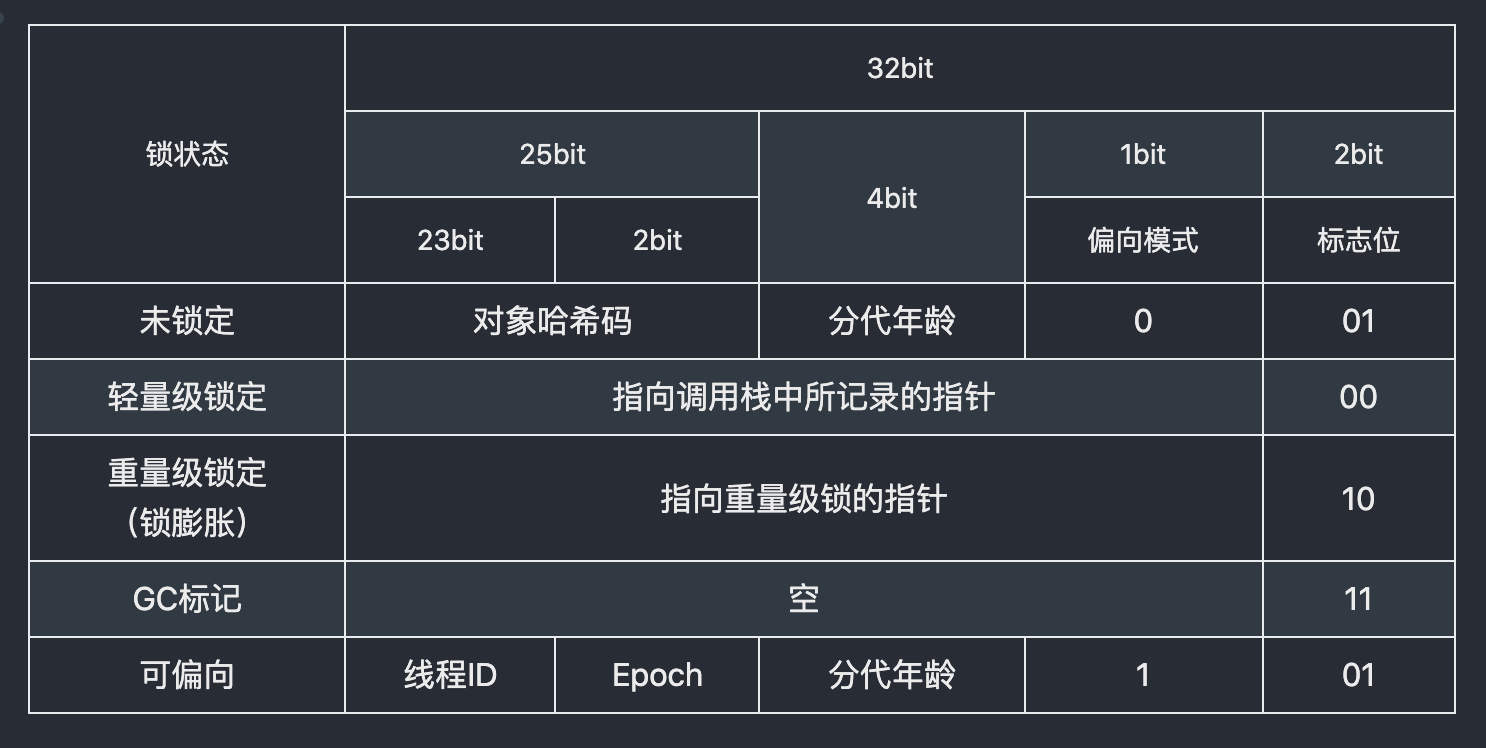 锁状态
32bit
25bit
4bit
1bit
2bit
23bit
2bit
偏向模式
标志位
未锁定
对象哈希码
分代年龄
0
01
轻量级锁定
指向调用栈中所记录的指针
00
重量级锁定
（锁膨胀）
指向重量级锁的指针
10
GC标记
空
11
可偏向
线程ID
Epoch
分代年龄
1
01